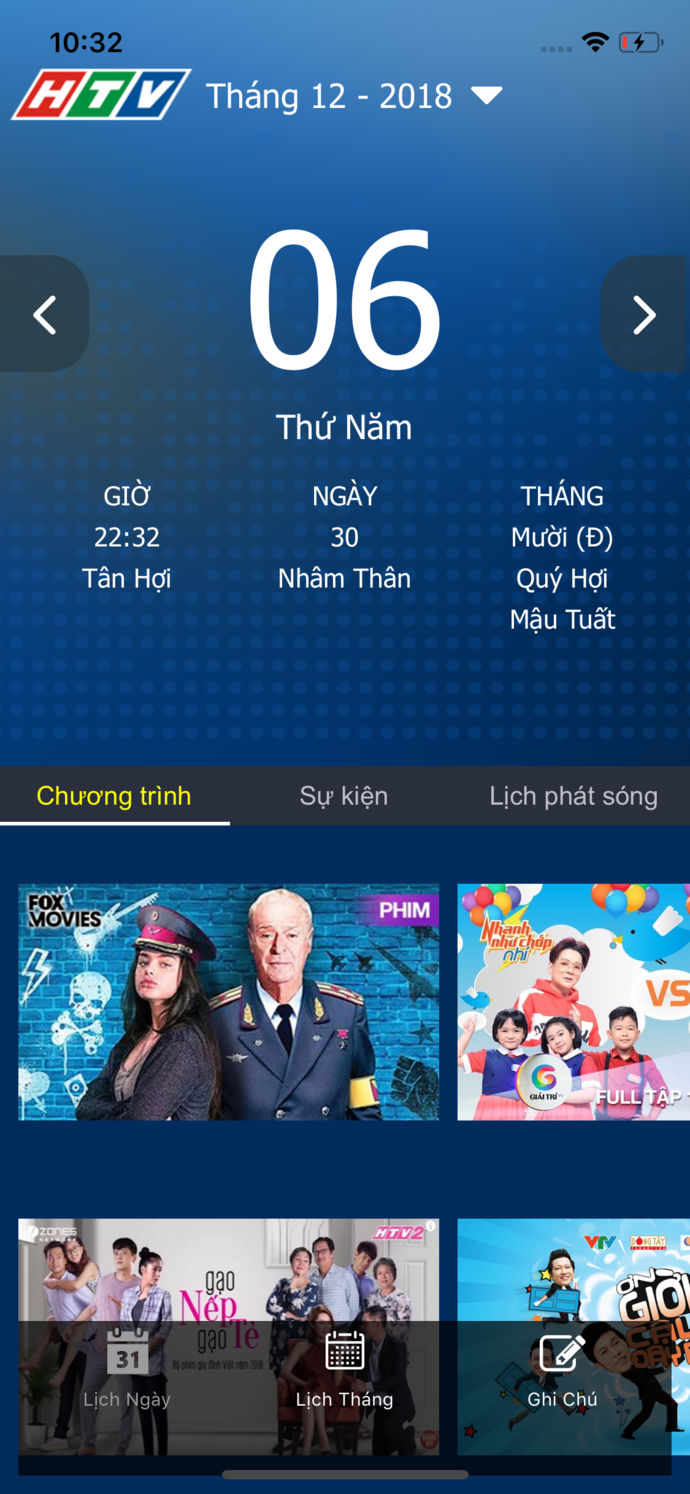 10:32
HTV
Tháng 12 - 2018
06
Thứ Năm
GIỜ
22:32
Tân Hợi
NGÀY
30
Nhâm Thân
THÁNG
Mười (Đ)
Quý Hợi
Mậu Tuất
Chương trình
Sự kiện
Lịch phát sóng
FOX
MOVIES
PHIM
Nhanh
như chớp
nhí
VS
GIẢI TRÍ
FULL TẬP
ZONES
NETWORK
HTV2
gạo
Nếp
gạo Tẻ
Bộ phim gia đình Việt năm 2018
VTV
ĐÔNG TÂY
ƠN
GIỜI
31
Lịch Ngày
Lịch Tháng
Ghi Chú